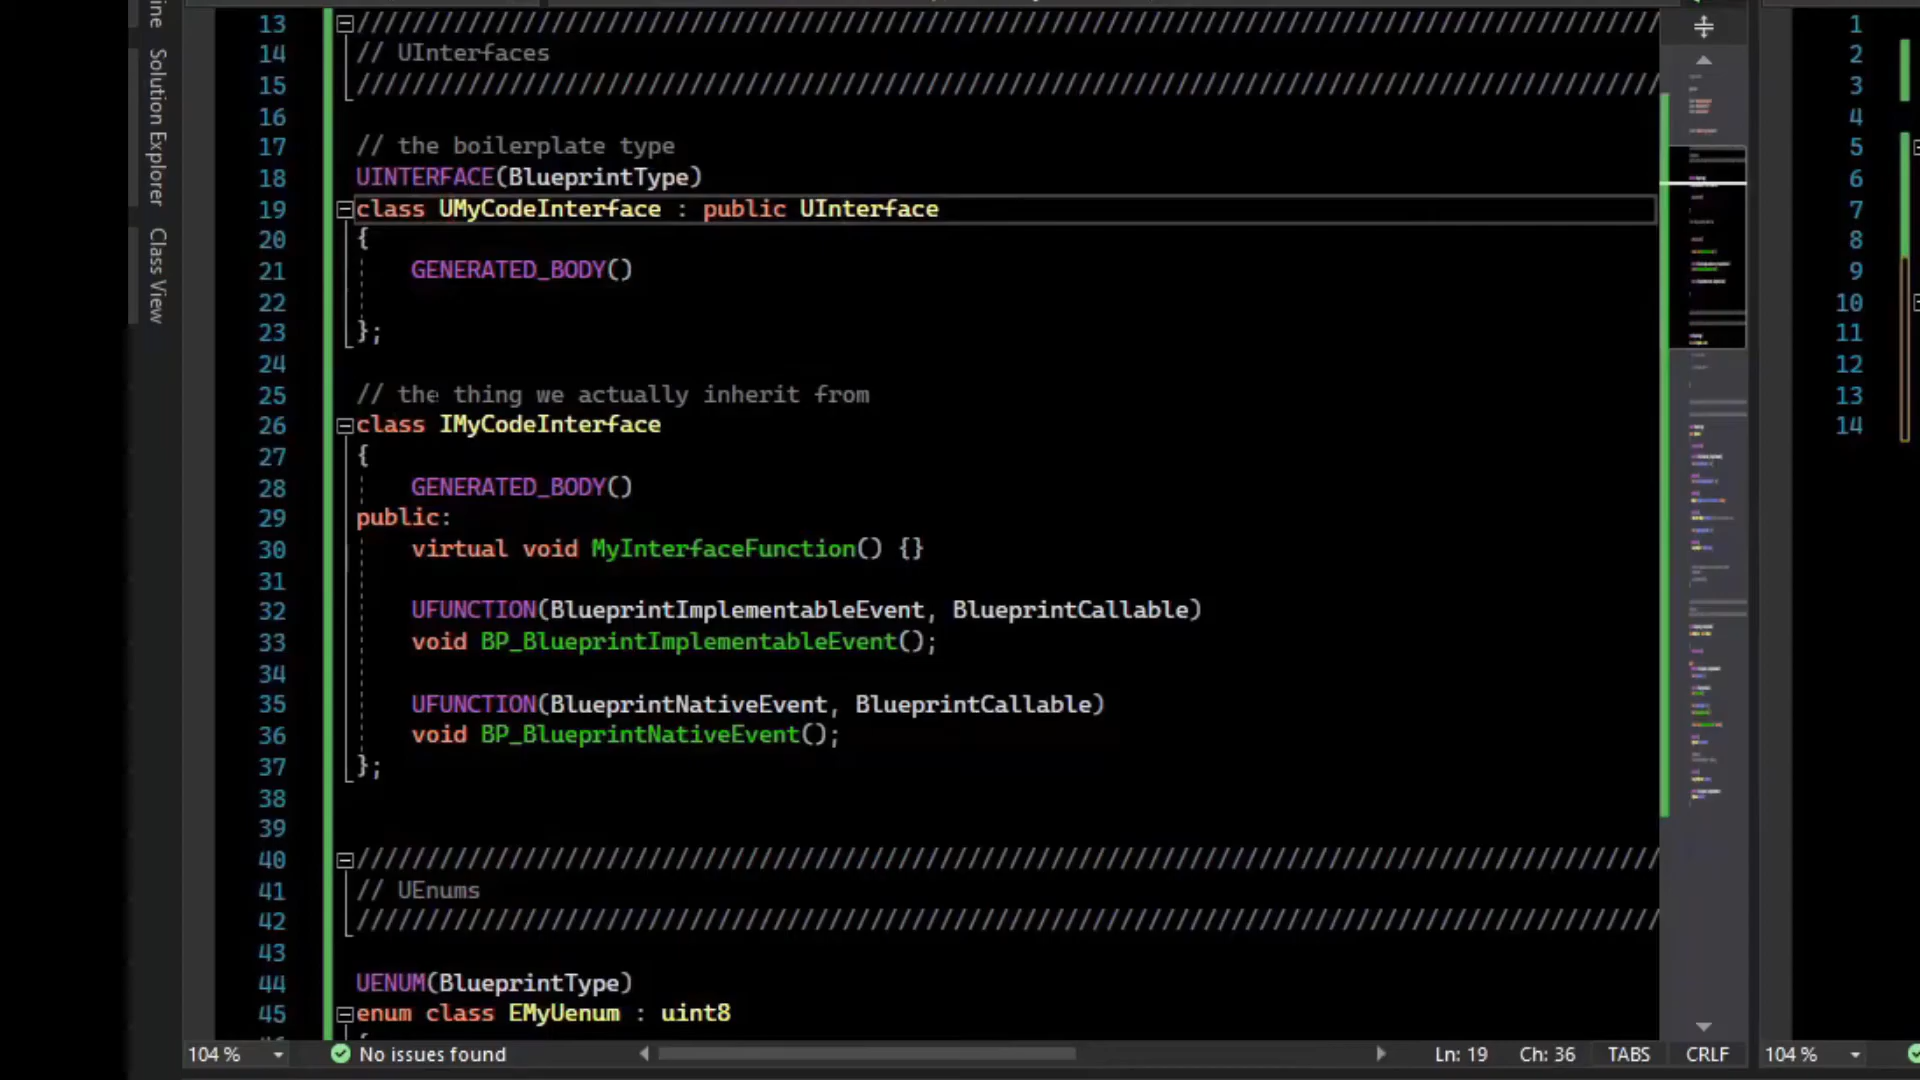 ine
Solution Explorer
Class View
13 ////////////////////////////////////////////////////////////////////////////////////////////////
14 // UInterfaces
15 ////////////////////////////////////////////////////////////////////////////////////////////////
16
17 // the boilerplate type
18 UINTERFACE(BlueprintType)
19 class UMyCodeInterface : public UInterface
20 {
21 GENERATED_BODY()
22
23 };
24
25 // the thing we actually inherit from
26 class IMyCodeInterface
27 {
28 GENERATED_BODY()
29 public:
30 virtual void MyInterfaceFunction() {}
31
32 UFUNCTION(BlueprintImplementableEvent, BlueprintCallable)
33 void BP_BlueprintImplementableEvent();
34
35 UFUNCTION(BlueprintNativeEvent, BlueprintCallable)
36 void BP_BlueprintNativeEvent();
37 };
38
39
40 ////////////////////////////////////////////////////////////////////////////////////////////////
41 // UEnums
42 ////////////////////////////////////////////////////////////////////////////////////////////////
43
44 UENUM(BlueprintType)
45 enum class EMyUenum : uint8
104 % No issues found Ln: 19 Ch: 36 TABS CRLF
1
2
3
4
5
6
7
8
9
10
11
12
13
14
104 %